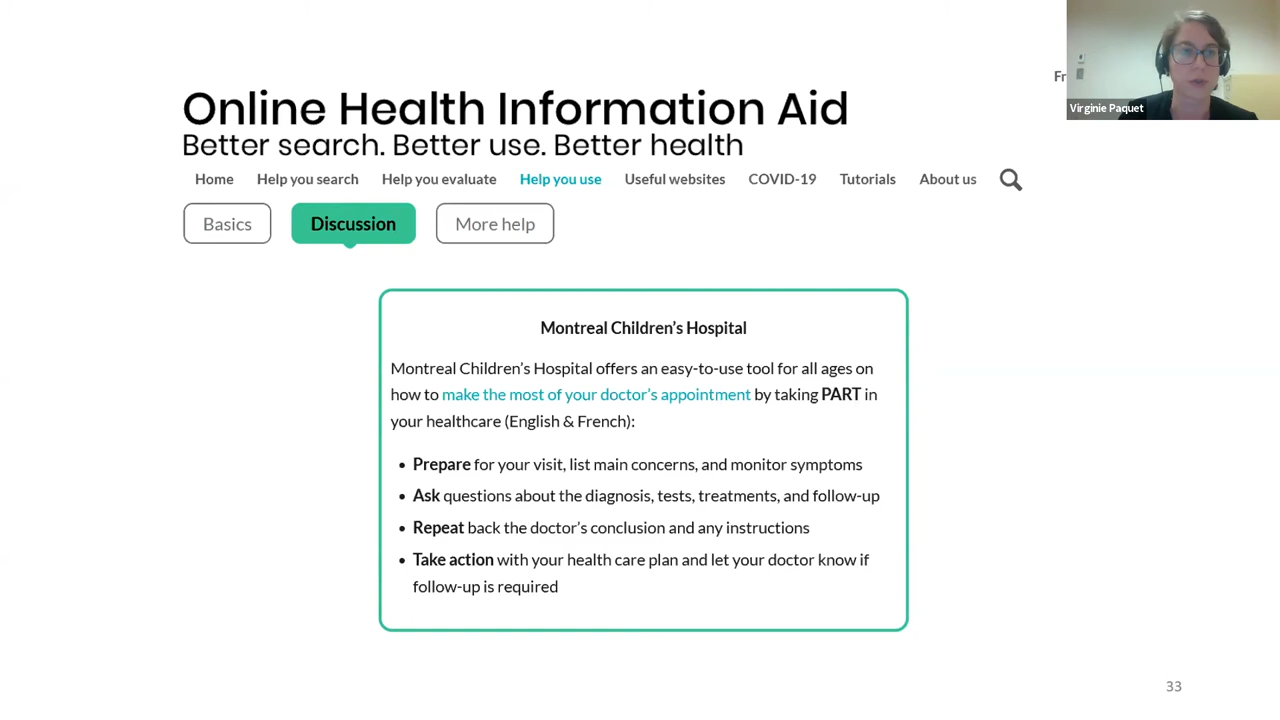 Fr
Virginie Paquet
Online Health Information Aid
Better search. Better use. Better health
Home Help you search Help you evaluate Help you use Useful websites COVID-19 Tutorials About us
Basics Discussion More help
Montreal Children's Hospital
Montreal Children's Hospital offers an easy-to-use tool for all ages on
how to make the most of your doctor's appointment by taking PART in
your healthcare (English & French):
• Prepare for your visit, list main concerns, and monitor symptoms
• Ask questions about the diagnosis, tests, treatments, and follow-up
• Repeat back the doctor's conclusion and any instructions
• Take action with your health care plan and let your doctor know if
follow-up is required
33